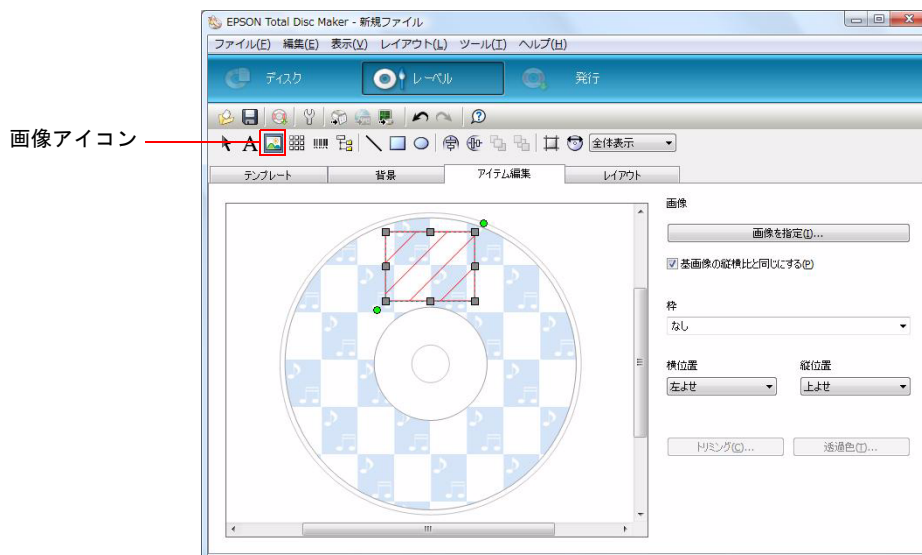 EPSON Total Disc Maker - 新規ファイル
ファイル(F) 編集(E) 表示(V) レイアウト(L) ツール(T) ヘルプ(H)
ディスク レーベル 発行
画像アイコン
A 全体表示
テンプレート 背景 アイテム編集 レイアウト
画像
画像を指定(I)...
基画像の縦横比と同じにする(P)
枠
なし
横位置 縦位置
左よせ 上よせ
トリミング(C)... 透過色(T)...